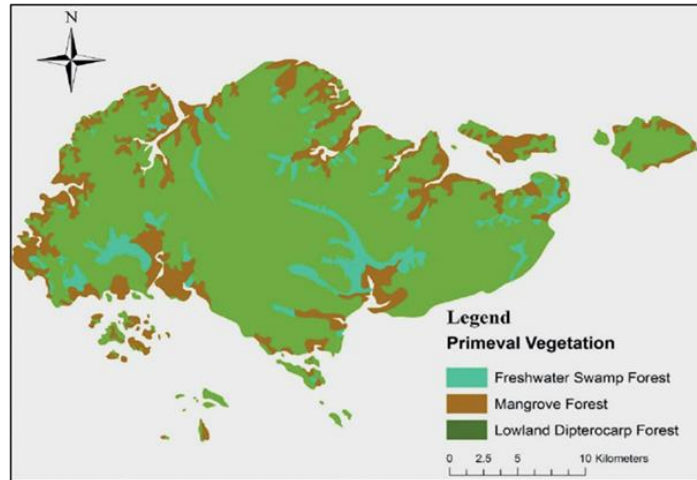 N
Legend
Primeval Vegetation
Freshwater Swamp Forest
Mangrove Forest
Lowland Dipterocarp Forest
0 2.5 5 10 Kilometers